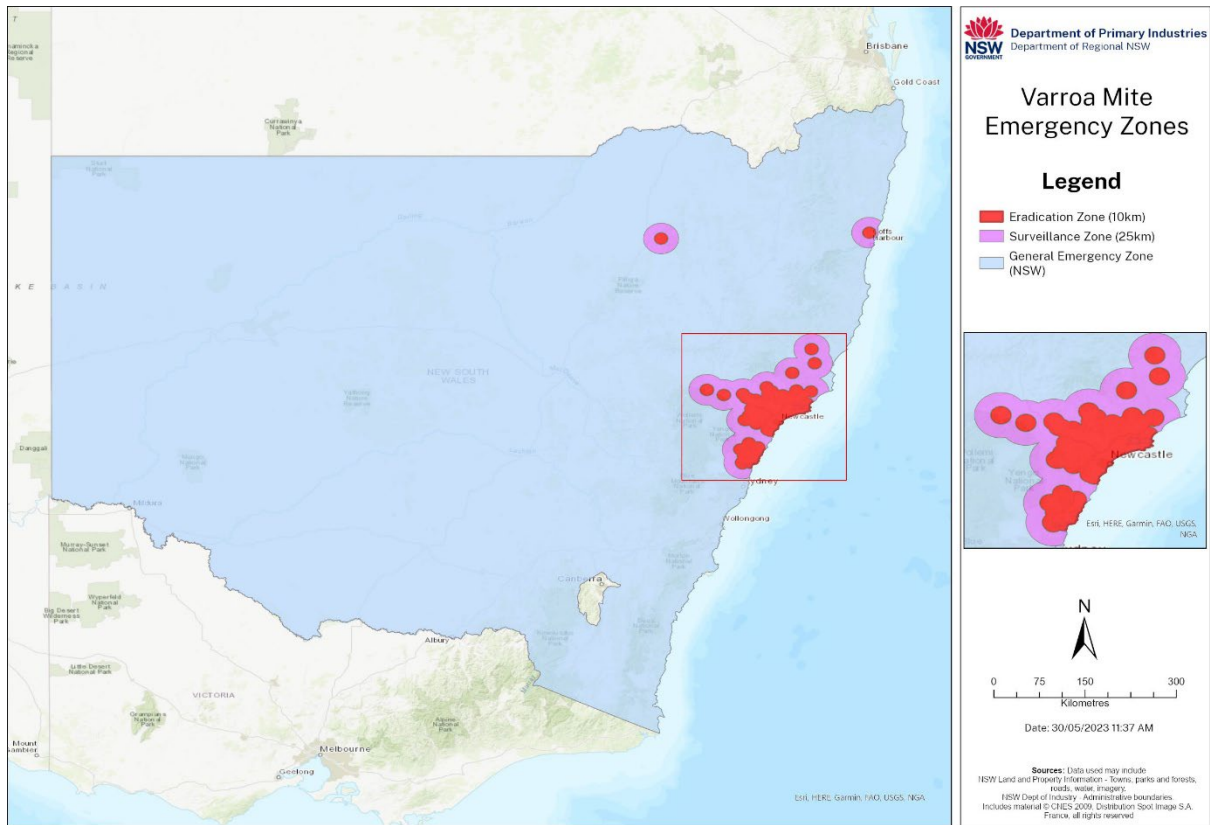 Department of Primary Industries
Department of Regional NSW
NSW
GOVERNMENT
Varroa Mite
Emergency Zones
Legend
Eradication Zone (10km)
Surveillance Zone (25km)
General Emergency Zone
(NSW)
Brisbane
Gold Coast
National
Park
Coffs
Harbour
NEW SOUTH
WALES
Newcastle
Sydney
Wollongong
Canberra
Mildura
Danggali
Murray-Sunset
National Park
Wyperfeld
National
Park
Big Desert
Wilderness
Park
Little Desert
National Park
Albury
VICTORIA
Grampians
National
Park
Alpine
National
Park
Mount
Gambier
Melbourne
Geelong
Esri, HERE, Garmin, FAO, USGS, NGA
Newcastle
Esri, HERE, Garmin, FAO, USGS,
NGA
N
0 75 150 300
Kilometres
Date: 30/05/2023 11:37 AM
Sources: Data used may include
NSW Land and Property Information - Towns, parks and forests,
roads, water, imagery.
NSW Dept of Industry - Administrative boundaries.
Includes material © CNES 2009, Distribution Spot Image S.A.
France, all rights reserved